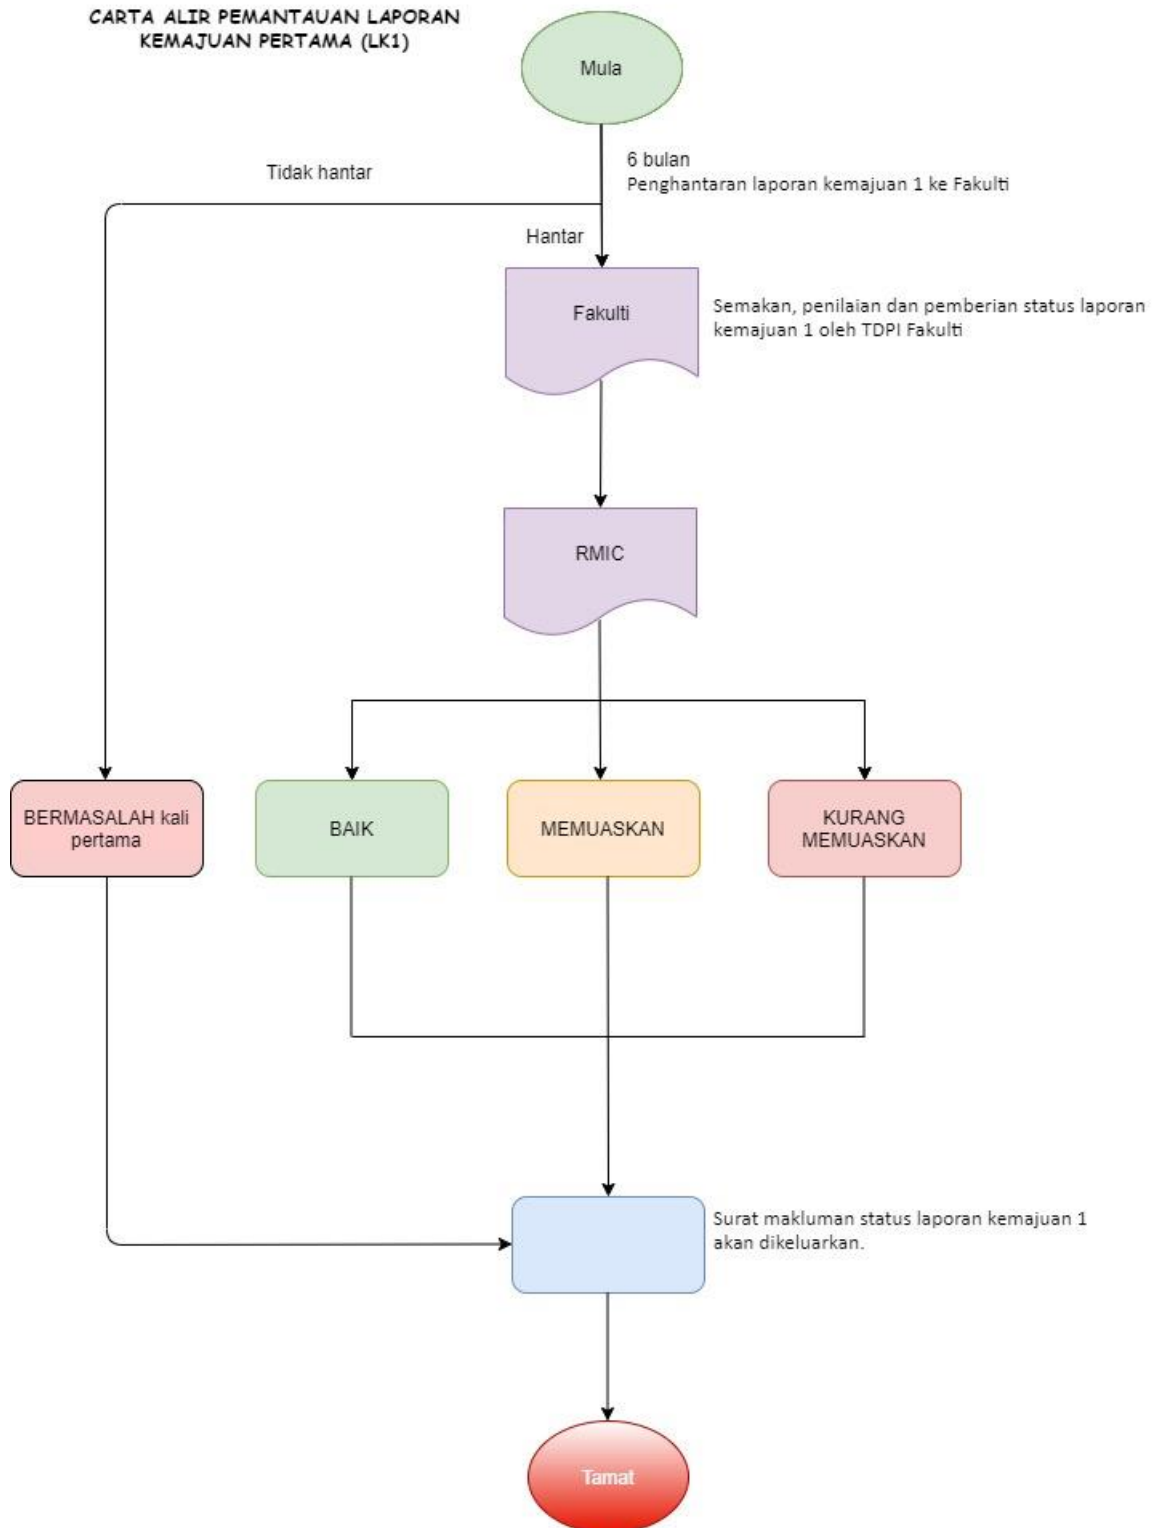 CARTA ALIR PEMANTAUAN LAPORAN
KEMAJUAN PERTAMA (LK1)
Mula
6 bulan
Penghantaran laporan kemajuan 1 ke Fakulti
Tidak hantar
Hantar
Fakulti
Semakan, penilaian dan pemberian status laporan
kemajuan 1 oleh TDPI Fakulti
RMIC
BERMASALAH kali
pertama
BAIK
MEMUASKAN
KURANG
MEMUASKAN
Surat makluman status laporan kemajuan 1
akan dikeluarkan.
Tamat